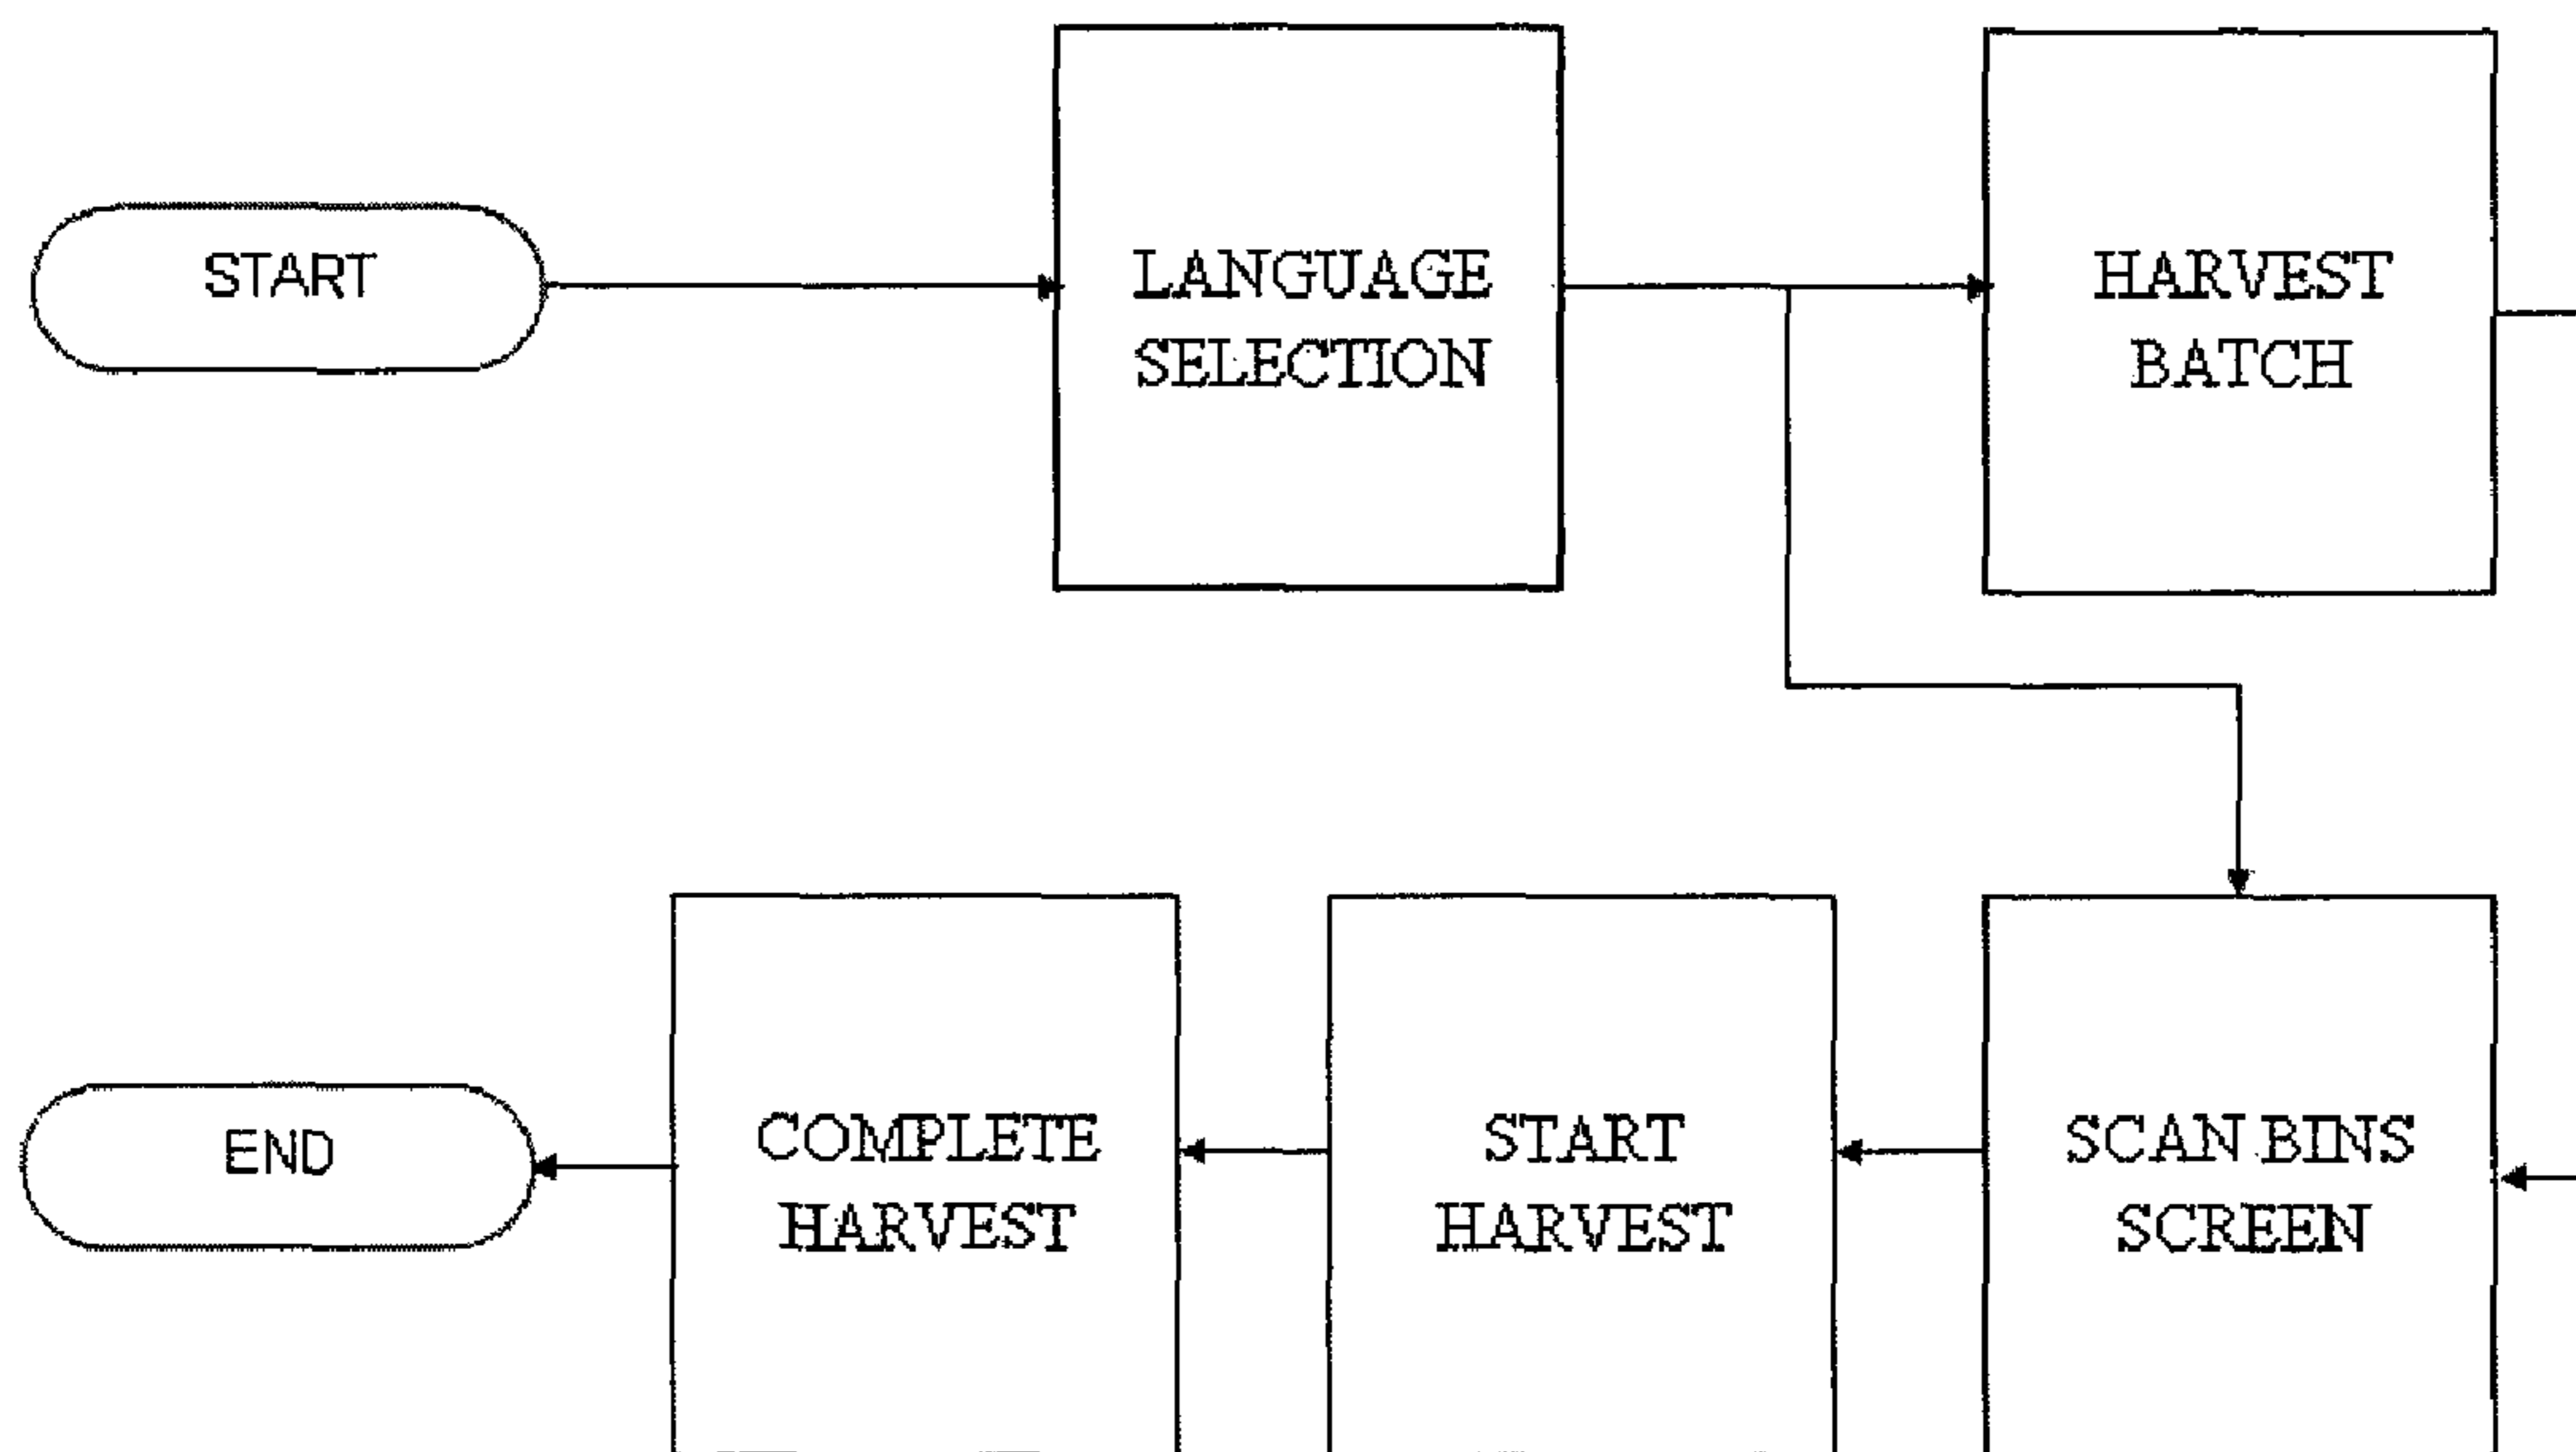 START
LANGUAGE
SELECTION
HARVEST
BATCH
SCAN BINS
SCREEN
START
HARVEST
COMPLETE
HARVEST
END